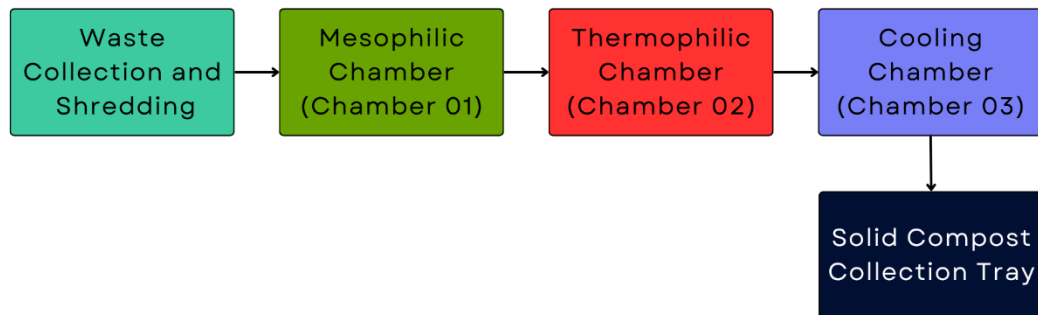 Waste
Collection and
Shredding
Mesophilic
Chamber
(Chamber 01)
Thermophilic
Chamber
(Chamber 02)
Cooling
Chamber
(Chamber 03)
Solid Compost
Collection Tray